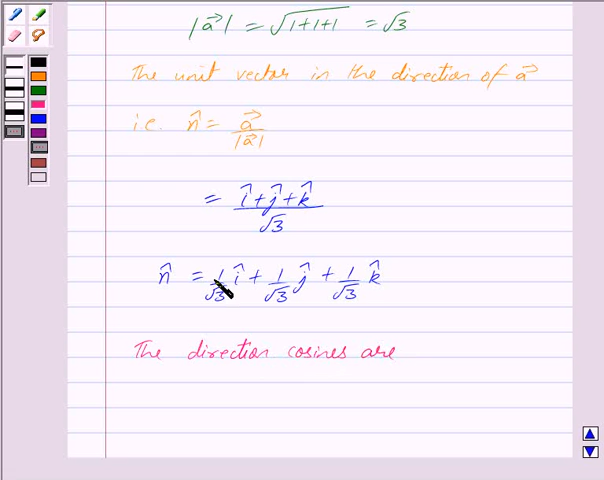 |a⃗| = √1+1+1 = √3
The unit vector in the direction of a⃗
i.e. n̂ = a⃗/|a⃗|
= î+ĵ+k̂/√3
n̂ = 1/√3 î + 1/√3 ĵ + 1/√3 k̂
The direction cosines are